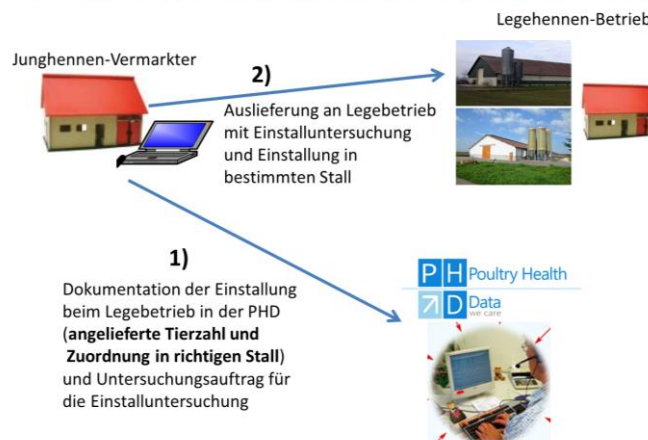 Legehennen-Betrieb
Junghennen-Vermarkter
2)
Auslieferung an Legebetrieb
mit Einstalluntersuchung
und Einstallung in
bestimmten Stall
1)
Dokumentation der Einstallung
beim Legebetrieb in der PHD
(angelieferte Tierzahl und
Zuordnung in richtigen Stall)
und Untersuchungsauftrag für
die Einstalluntersuchung
PH Poultry Health
D Data
we care